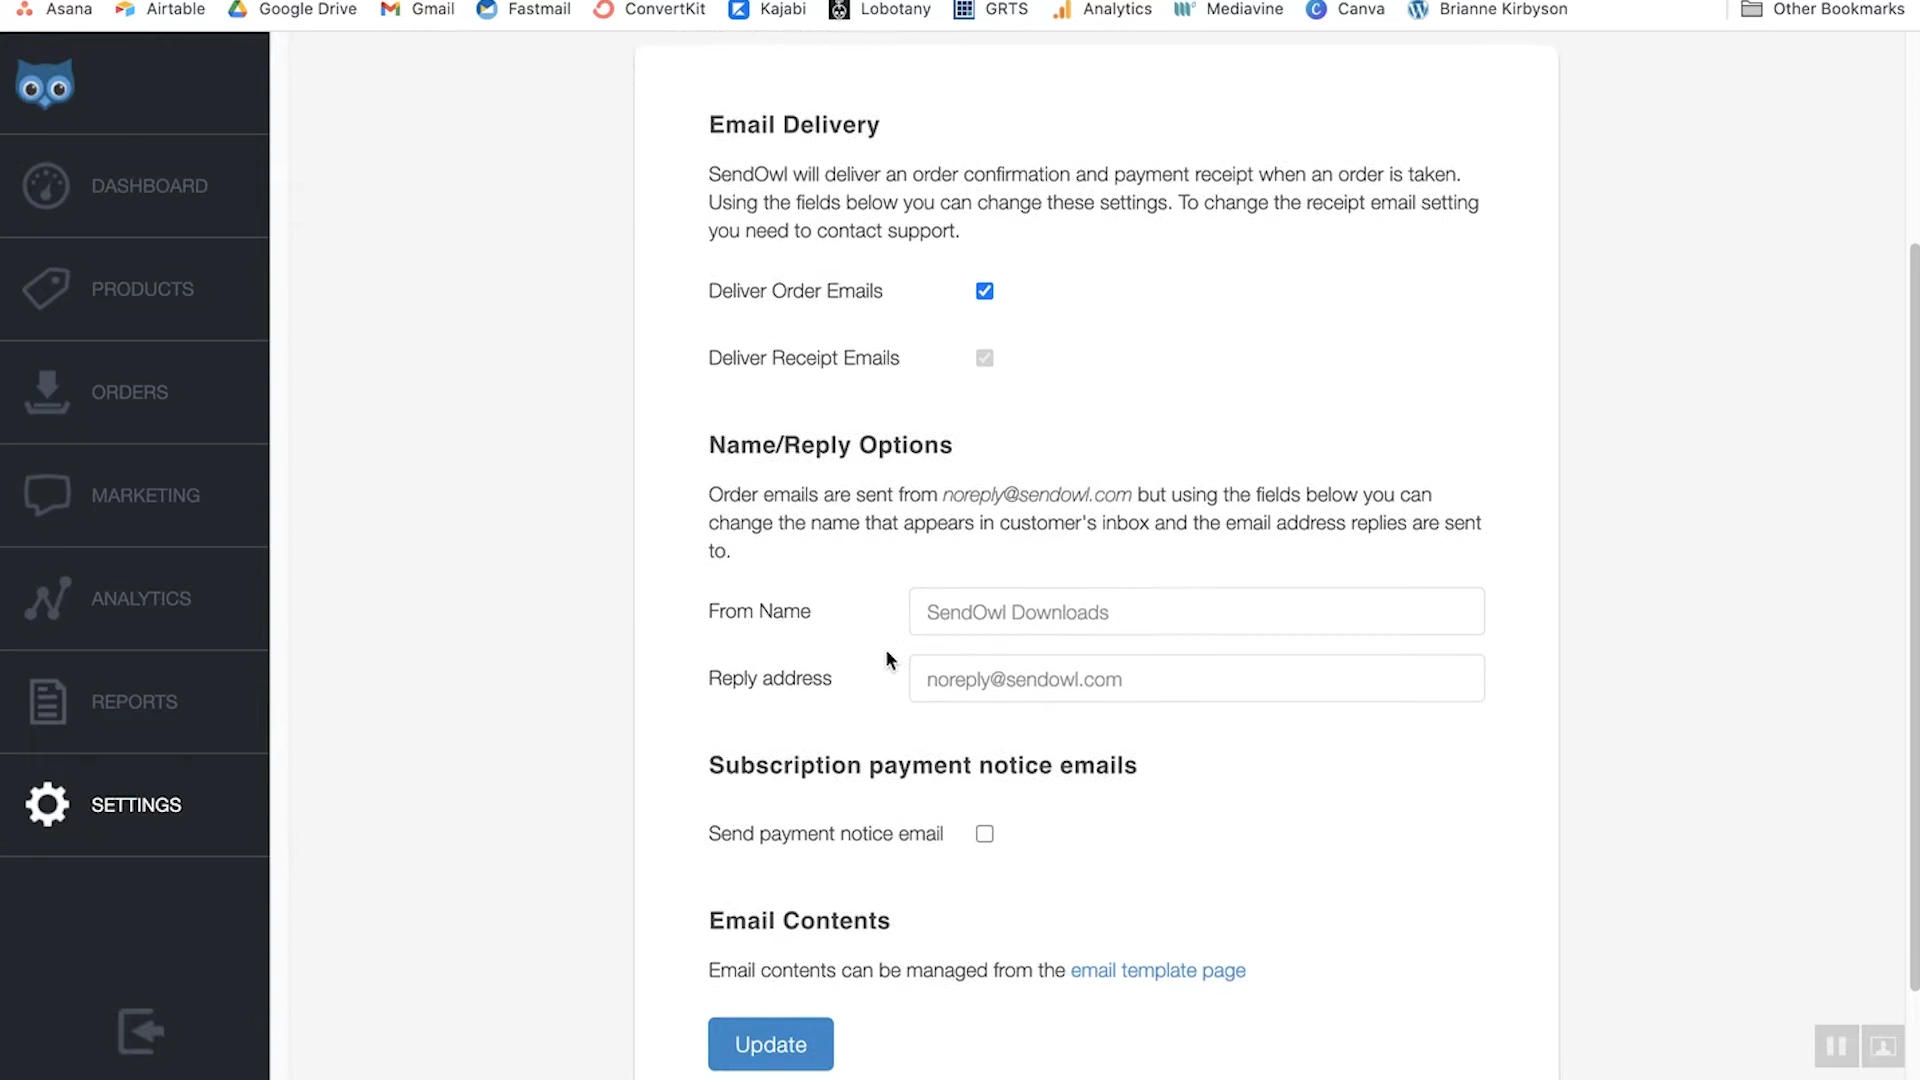 Asana Airtable Google Drive Gmail Fastmail ConvertKit Kajabi Lobotany GRTS Analytics Mediavine Canva Brianne Kirbyson Other Bookmarks
DASHBOARD
PRODUCTS
ORDERS
MARKETING
ANALYTICS
REPORTS
SETTINGS
Email Delivery
SendOwl will deliver an order confirmation and payment receipt when an order is taken.
Using the fields below you can change these settings. To change the receipt email setting
you need to contact support.
Deliver Order Emails
Deliver Receipt Emails
Name/Reply Options
Order emails are sent from noreply@sendowl.com but using the fields below you can
change the name that appears in customer's inbox and the email address replies are sent
to.
From Name SendOwl Downloads
Reply address noreply@sendowl.com
Subscription payment notice emails
Send payment notice email
Email Contents
Email contents can be managed from the email template page
Update